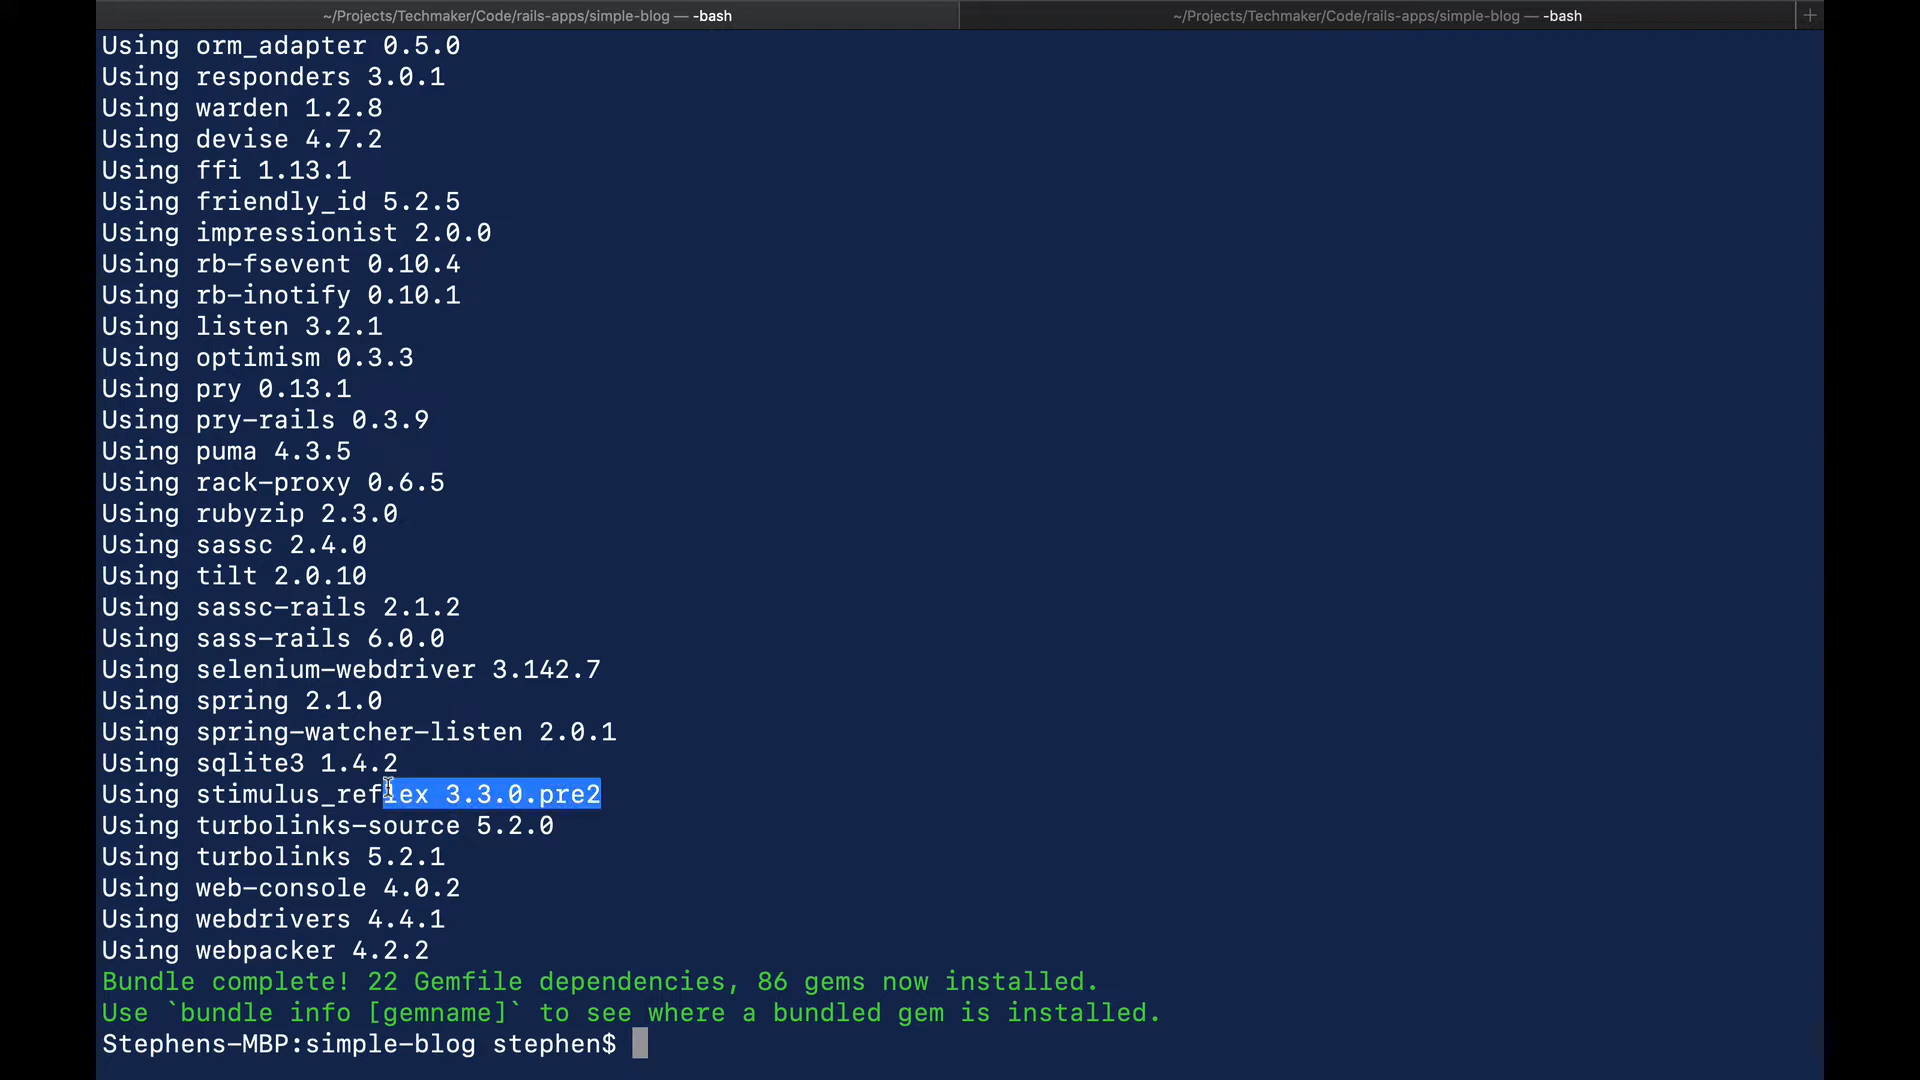 ~/Projects/Techmaker/Code/rails-apps/simple-blog — -bash
~/Projects/Techmaker/Code/rails-apps/simple-blog — -bash
Using orm_adapter 0.5.0
Using responders 3.0.1
Using warden 1.2.8
Using devise 4.7.2
Using ffi 1.13.1
Using friendly_id 5.2.5
Using impressionist 2.0.0
Using rb-fsevent 0.10.4
Using rb-inotify 0.10.1
Using listen 3.2.1
Using optimism 0.3.3
Using pry 0.13.1
Using pry-rails 0.3.9
Using puma 4.3.5
Using rack-proxy 0.6.5
Using rubyzip 2.3.0
Using sassc 2.4.0
Using tilt 2.0.10
Using sassc-rails 2.1.2
Using sass-rails 6.0.0
Using selenium-webdriver 3.142.7
Using spring 2.1.0
Using spring-watcher-listen 2.0.1
Using sqlite3 1.4.2
Using stimulus_reflex 3.3.0.pre2
Using turbolinks-source 5.2.0
Using turbolinks 5.2.1
Using web-console 4.0.2
Using webdrivers 4.4.1
Using webpacker 4.2.2
Bundle complete! 22 Gemfile dependencies, 86 gems now installed.
Use `bundle info [gemname]` to see where a bundled gem is installed.
Stephens-MBP:simple-blog stephen$